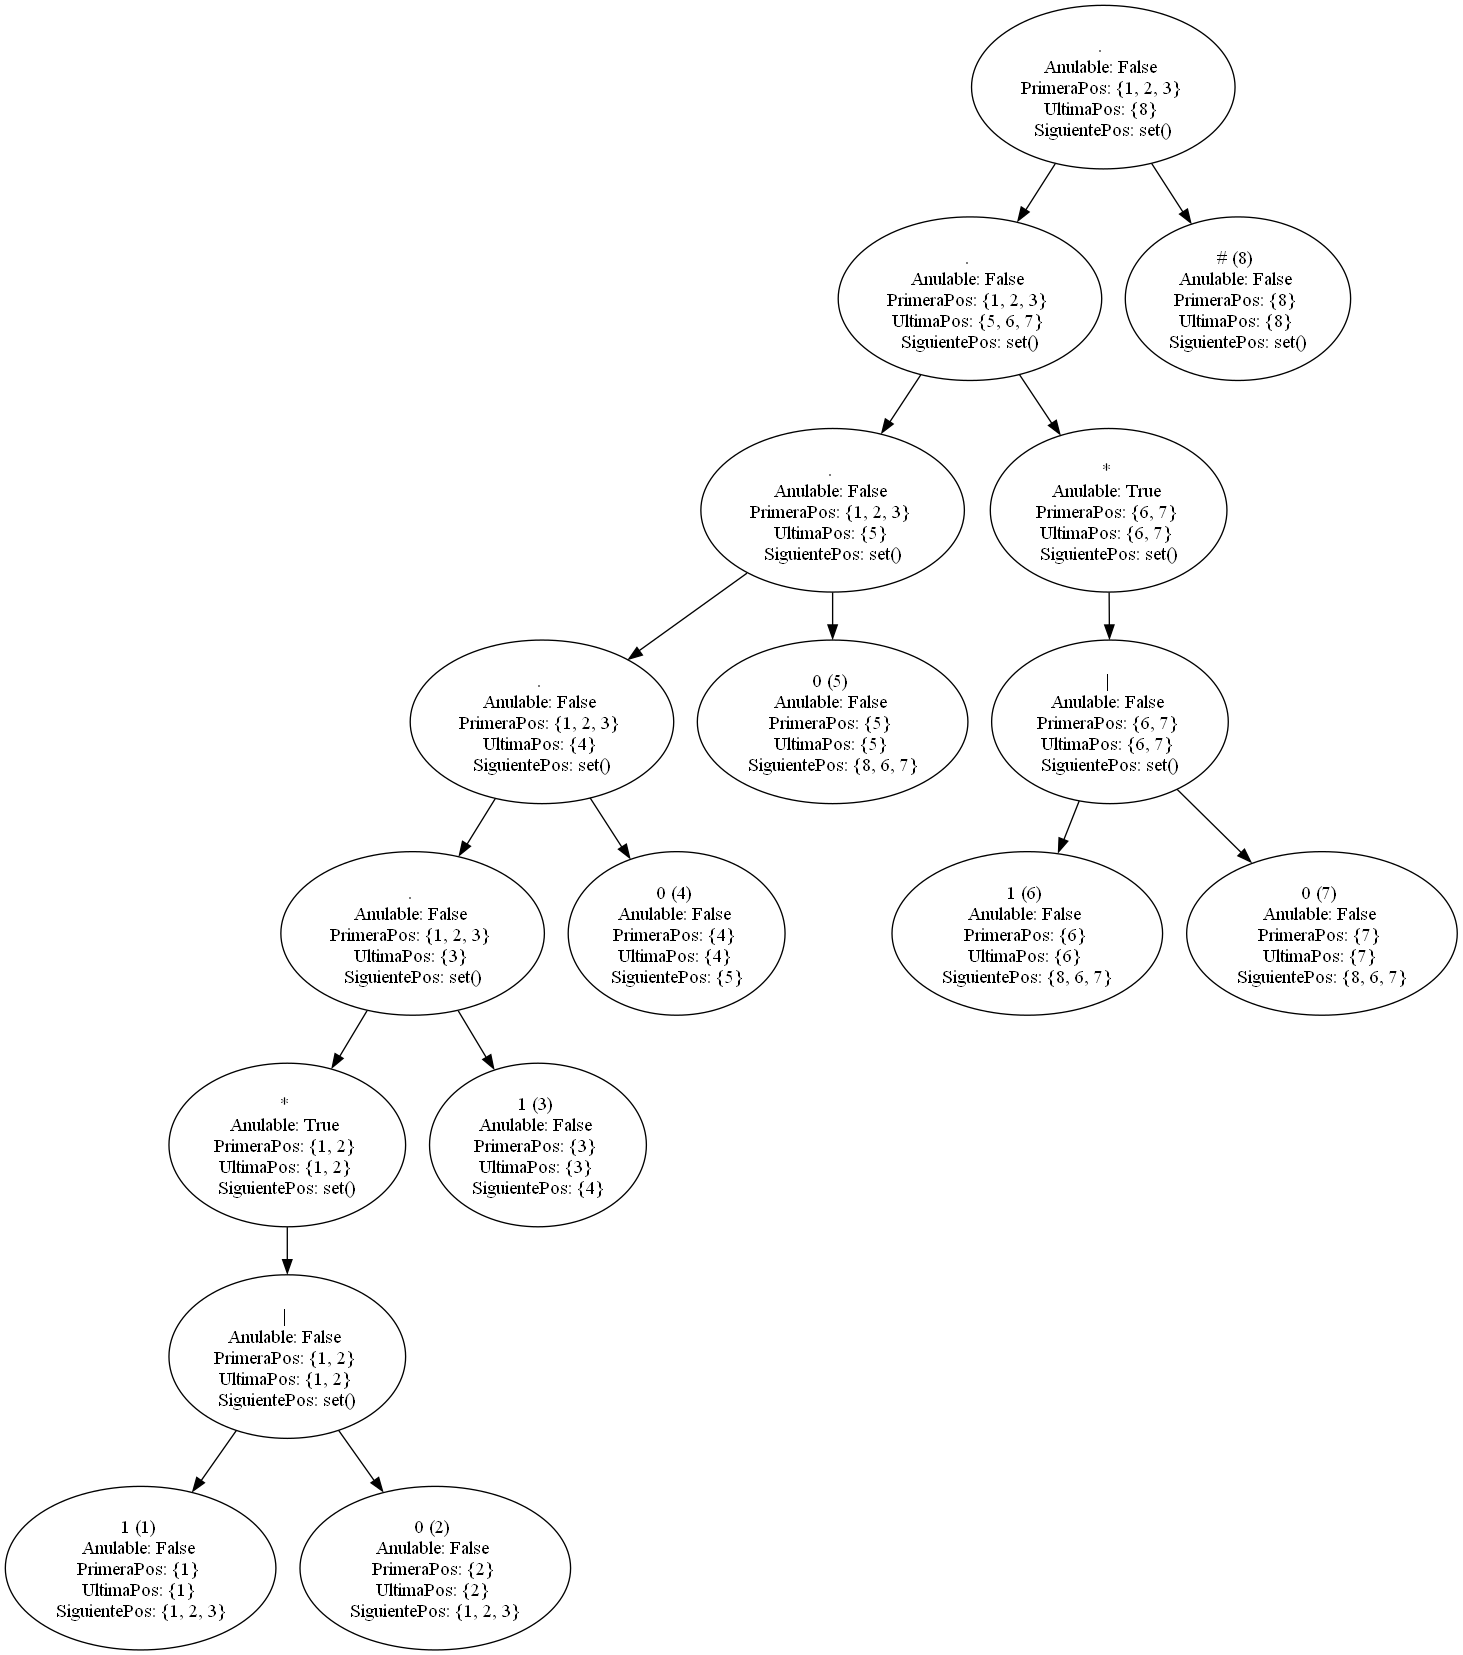 .
Anulable: False
PrimeraPos: {1, 2, 3}
UltimaPos: {8}
SiguientePos: set()
.
Anulable: False
PrimeraPos: {1, 2, 3}
UltimaPos: {5, 6, 7}
SiguientePos: set()
# (8)
Anulable: False
PrimeraPos: {8}
UltimaPos: {8}
SiguientePos: set()
.
Anulable: False
PrimeraPos: {1, 2, 3}
UltimaPos: {5}
SiguientePos: set()
*
Anulable: True
PrimeraPos: {6, 7}
UltimaPos: {6, 7}
SiguientePos: set()
.
Anulable: False
PrimeraPos: {1, 2, 3}
UltimaPos: {4}
SiguientePos: set()
0 (5)
Anulable: False
PrimeraPos: {5}
UltimaPos: {5}
SiguientePos: {8, 6, 7}
|
Anulable: False
PrimeraPos: {6, 7}
UltimaPos: {6, 7}
SiguientePos: set()
.
Anulable: False
PrimeraPos: {1, 2, 3}
UltimaPos: {3}
SiguientePos: set()
0 (4)
Anulable: False
PrimeraPos: {4}
UltimaPos: {4}
SiguientePos: {5}
1 (6)
Anulable: False
PrimeraPos: {6}
UltimaPos: {6}
SiguientePos: {8, 6, 7}
0 (7)
Anulable: False
PrimeraPos: {7}
UltimaPos: {7}
SiguientePos: {8, 6, 7}
*
Anulable: True
PrimeraPos: {1, 2}
UltimaPos: {1, 2}
SiguientePos: set()
1 (3)
Anulable: False
PrimeraPos: {3}
UltimaPos: {3}
SiguientePos: {4}
|
Anulable: False
PrimeraPos: {1, 2}
UltimaPos: {1, 2}
SiguientePos: set()
1 (1)
Anulable: False
PrimeraPos: {1}
UltimaPos: {1}
SiguientePos: {1, 2, 3}
0 (2)
Anulable: False
PrimeraPos: {2}
UltimaPos: {2}
SiguientePos: {1, 2, 3}